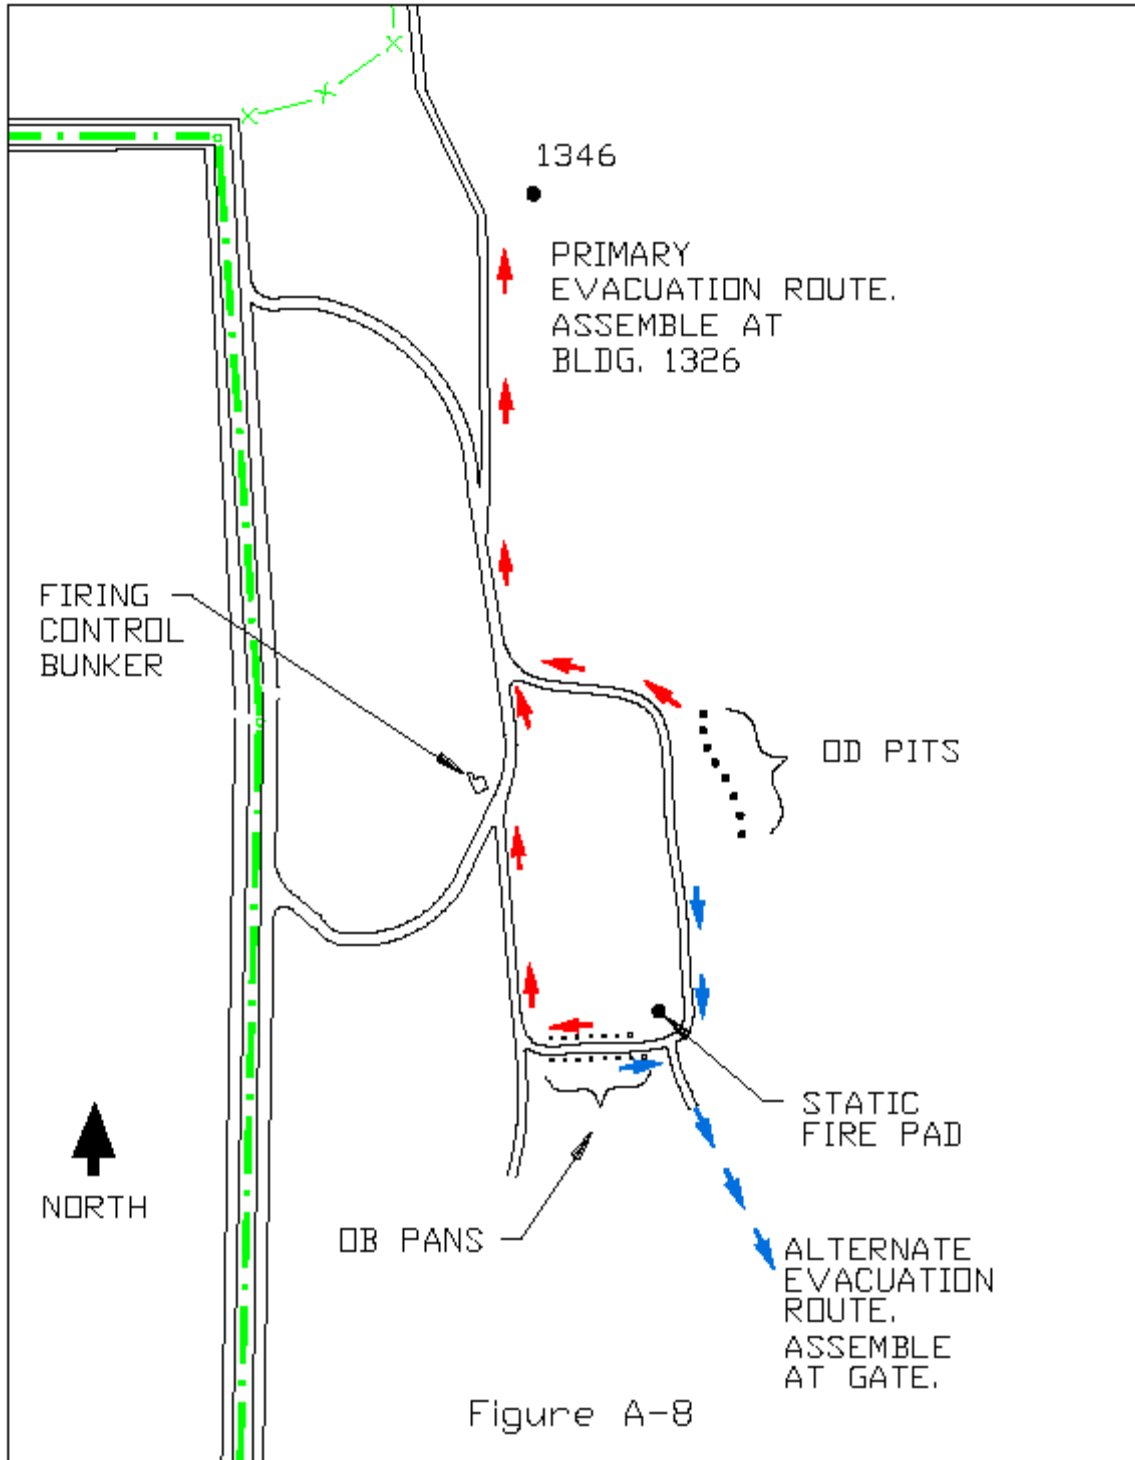 1346
PRIMARY
EVACUATION ROUTE.
ASSEMBLE AT
BLDG. 1326
FIRING
CONTROL
BUNKER
OD PITS
STATIC
FIRE PAD
NORTH
OB PANS
ALTERNATE
EVACUATION
ROUTE.
ASSEMBLE
AT GATE.
Figure A-8